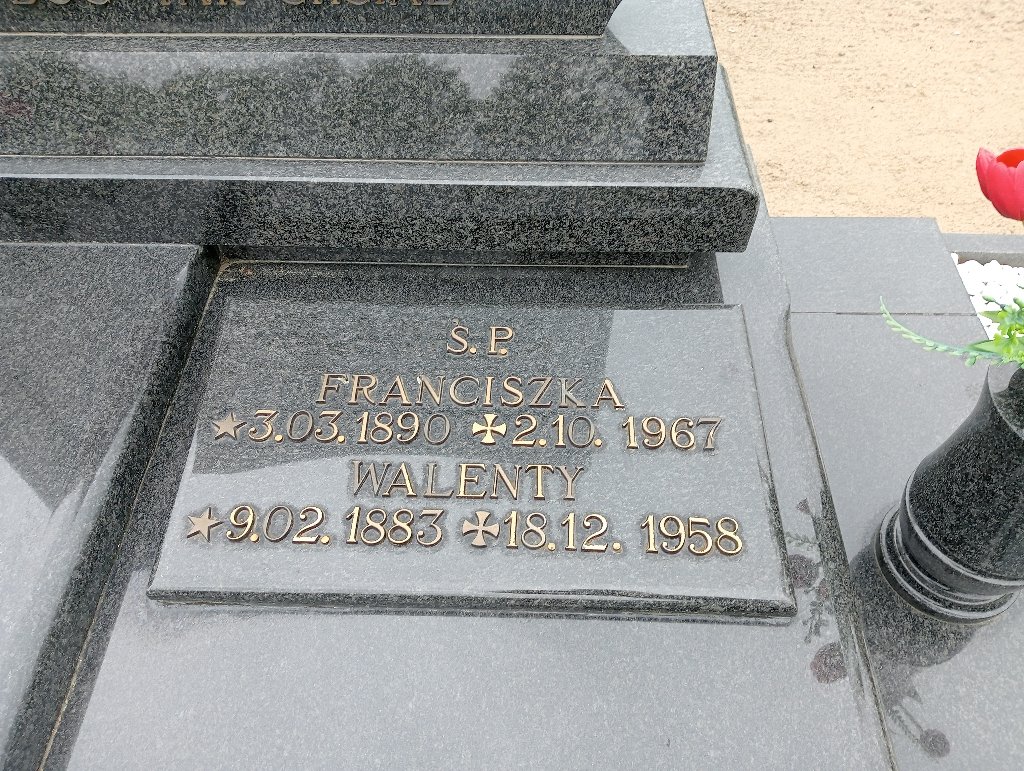 Ś.P.
FRANCISZKA
3.03.1890 2.10.1967
WALENTY
9.02.1883 18.12.1958